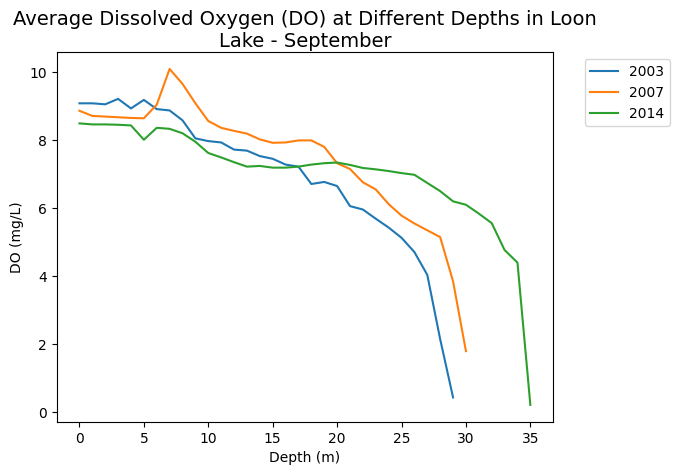 Average Dissolved Oxygen (DO) at Different Depths in Loon
Lake - September
2003
2007
2014
10
8
6
4
2
0
DO (mg/L)
0 5 10 15 20 25 30 35
Depth (m)